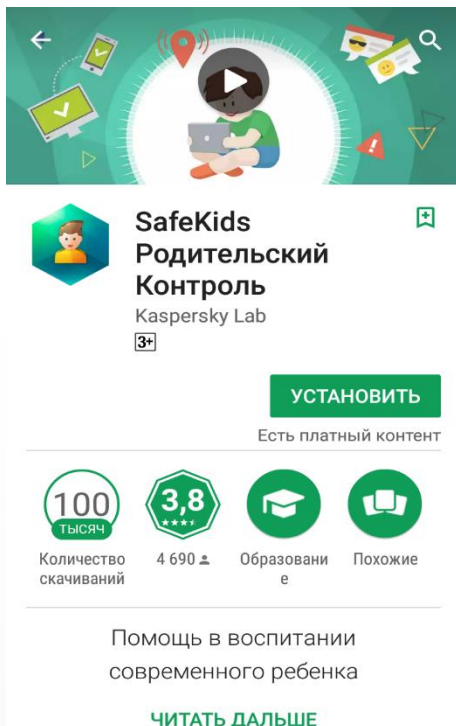 SafeKids
Родительский
Контроль
Kaspersky Lab
3+
УСТАНОВИТЬ
Есть платный контент
100
ТЫСЯЧ
Количество
скачиваний
3,8
4 690
Образовани
е
Похожие
Помощь в воспитании
современного ребенка
ЧИТАТЬ ДАЛЬШЕ